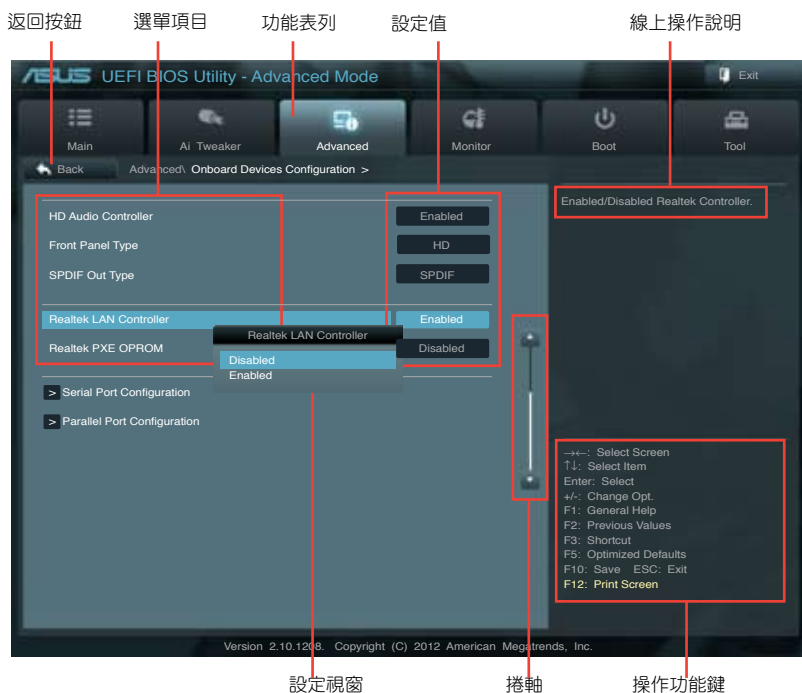 返回按鈕 選單項目 功能表列 設定值 線上操作說明
ASUS UEFI BIOS Utility - Advanced Mode Exit
Main Ai Tweaker Advanced Monitor Boot Tool
Back Advanced\ Onboard Devices Configuration >
Enabled/Disabled Realtek Controller.
HD Audio Controller Enabled
Front Panel Type HD
SPDIF Out Type SPDIF
Realtek LAN Controller Enabled
Realtek PXE OPROM Disabled
Realtek LAN Controller
Disabled
Enabled
> Serial Port Configuration
> Parallel Port Configuration
→←: Select Screen
↑↓: Select Item
Enter: Select
+/-: Change Opt.
F1: General Help
F2: Previous Values
F3: Shortcut
F5: Optimized Defaults
F10: Save ESC: Exit
F12: Print Screen
Version 2.10.1208. Copyright (C) 2012 American Megatrends, Inc.
設定視窗 捲軸 操作功能鍵